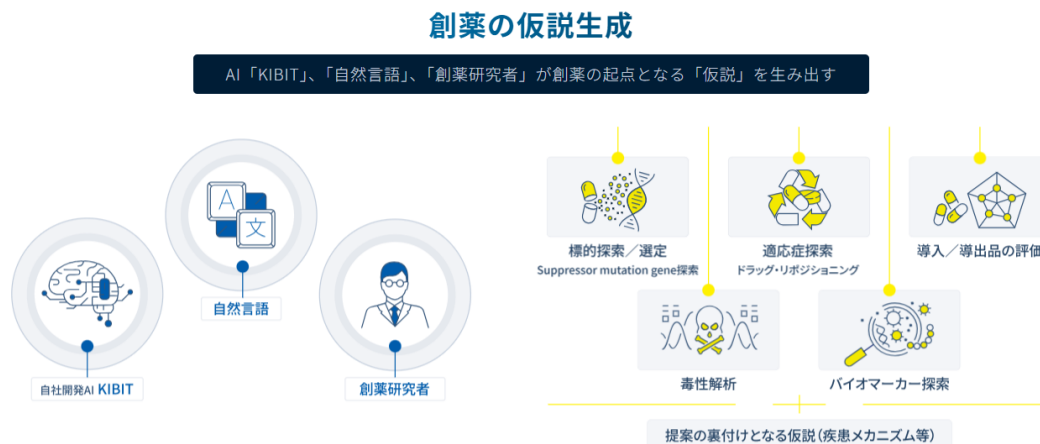 創薬の仮説生成
AI「KIBIT」、「自然言語」、「創薬研究者」が創薬の起点となる「仮説」を生み出す
A
文
自然言語
自社開発AI KIBIT
創薬研究者
標的探索／選定
Suppressor mutation gene探索
適応症探索
ドラッグ・リポジショニング
導入／導出品の評価
毒性解析
バイオマーカー探索
提案の裏付けとなる仮説（疾患メカニズム等）